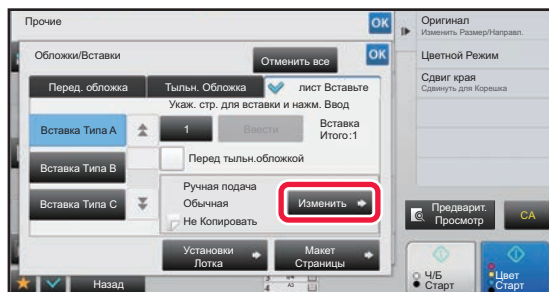 Прочие
OK
Обложки/Вставки
Отменить все
OK
Перед. обложка
Тыльн. Обложка
лист Вставьте
Укаж. стр. для вставки и нажм. Ввод
Вставка Типа A
1
Ввести
Вставка
Итого:1
Вставка Типа B
Перед тыльн.обложкой
Вставка Типа C
Ручная подача
Обычная
Не Копировать
Изменить
Установки
Лотка
Макет
Страницы
Назад
Оригинал
Изменить Размер/Направл.
Цветной Режим
Сдвиг края
Сдвинуть для Корешка
Предварит.
Просмотр
CA
Ч/Б
Старт
Цвет
Старт